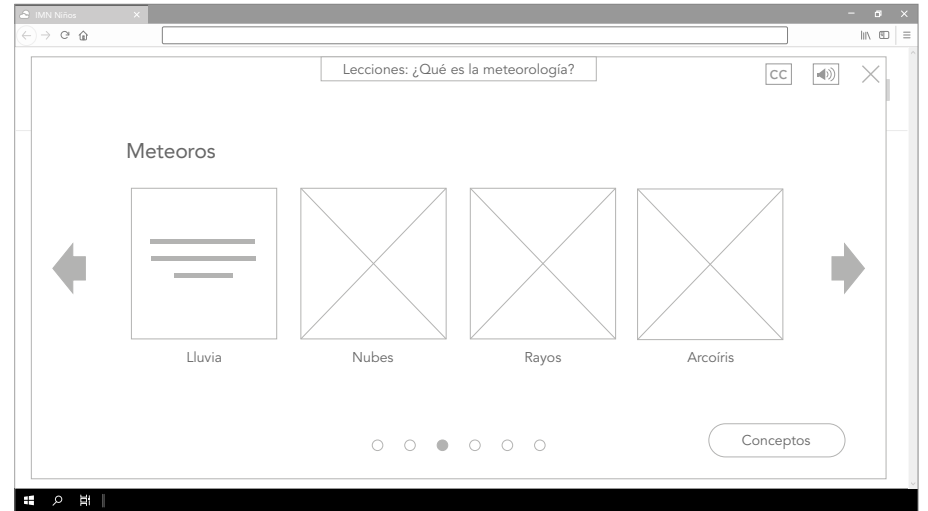 IMN Niños
Lecciones: ¿Qué es la meteorología?
CC
Meteoros
Lluvia
Nubes
Rayos
Arcoíris
Conceptos